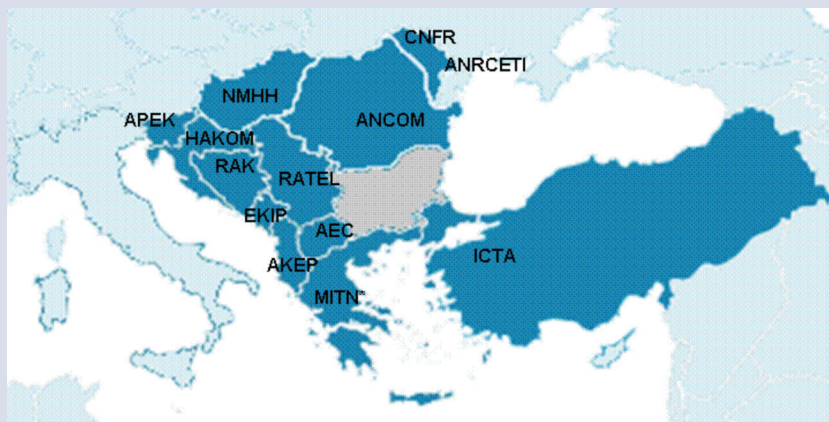 CNFR
ANRCETI
NMHH
APEK
ANCOM
HAKOM
RAK
RATEL
EKIP
AEC
ICTA
AKEP
MITN*